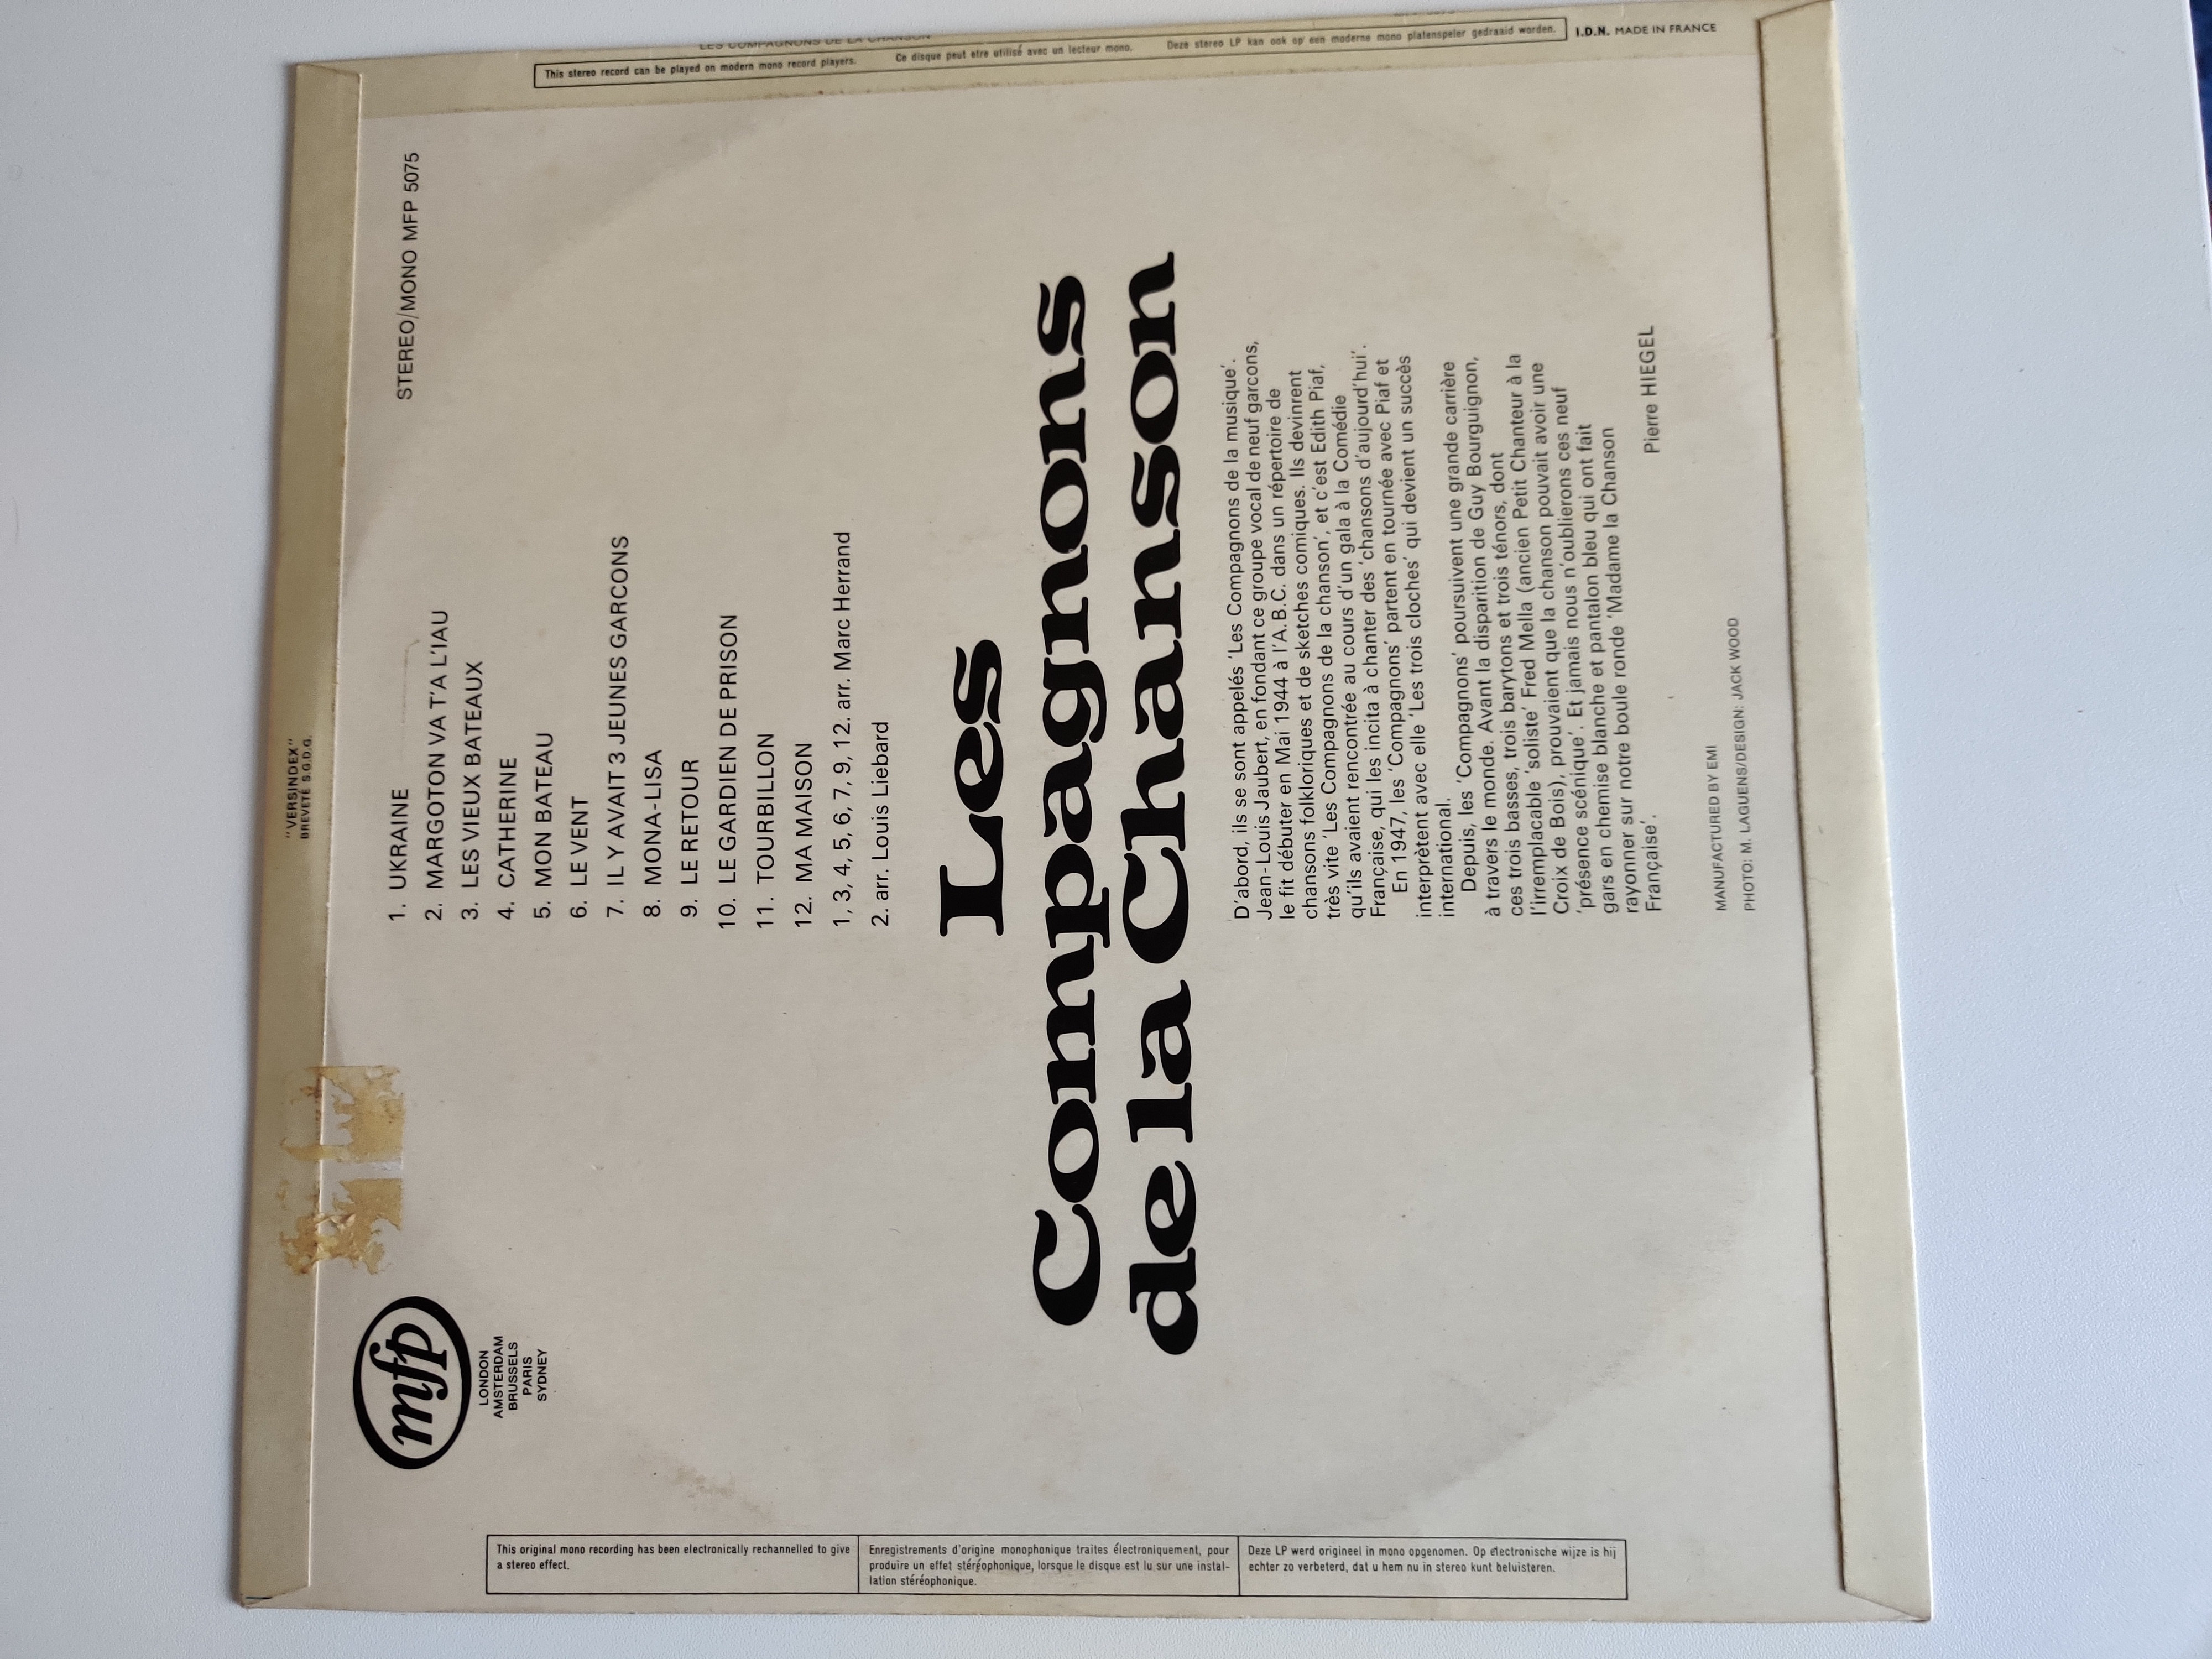 "VERSINDEX"
BREVETÉ S.G.D.G.
mfp
LONDON
AMSTERDAM
BRUSSELS
PARIS
SYDNEY
STEREO/MONO MFP 5075
1. UKRAINE
2. MARGOTON VA T'A L'IAU
3. LES VIEUX BATEAUX
4. CATHERINE
5. MON BATEAU
6. LE VENT
7. IL Y AVAIT 3 JEUNES GARCONS
8. MONA-LISA
9. LE RETOUR
10. LE GARDIEN DE PRISON
11. TOURBILLON
12. MA MAISON
1, 3, 4, 5, 6, 7, 9, 12. arr. Marc Herrand
2. arr. Louis Liebard
Les
Compagnons
de la Chanson
D'abord, ils se sont appelés 'Les Compagnons de la musique'.
Jean-Louis Jaubert, en fondant ce groupe vocal de neuf garcons,
le fit débuter en Mai 1944 à l'A.B.C. dans un répertoire de
chansons folkloriques et de sketches comiques. Ils devinrent
très vite 'Les Compagnons de la chanson', et c'est Edith Piaf,
qu'ils avaient rencontrée au cours d'un gala à la Comédie
Française, qui les incita à chanter des 'chansons d'aujourd'hui'.
En 1947, les 'Compagnons' partent en tournée avec Piaf et
interprètent avec elle 'Les trois cloches' qui devient un succès
international.
Depuis, les 'Compagnons' poursuivent une grande carrière
à travers le monde. Avant la disparition de Guy Bourguignon,
ces trois basses, trois barytons et trois ténors, dont
l'irremplacable 'soliste' Fred Mella (ancien Petit Chanteur à la
Croix de Bois), prouvaient que la chanson pouvait avoir une
'présence scénique'. Et jamais nous n'oublierons ces neuf
gars en chemise blanche et pantalon bleu qui ont fait
rayonner sur notre boule ronde 'Madame la Chanson
Française'.
Pierre HIEGEL
MANUFACTURED BY EMI
PHOTO: M. LAGUENS/DESIGN: JACK WOOD
This original mono recording has been electronically rechannelled to give
a stereo effect.
Enregistrements d'origine monophonique traités électroniquement, pour
produire un effet stéréophonique, lorsque le disque est lu sur une instal-
lation stéréophonique.
Deze LP werd origineel in mono opgenomen. Op electronische wijze is hij
echter zo verbeterd, dat u hem nu in stereo kunt beluisteren.
This stereo record can be played on modern mono record players.
Ce disque peut etre utilisé avec un lecteur mono.
Deze stereo LP kan ook op een moderne mono platenspeler gedraaid worden.
I.D.N. MADE IN FRANCE
LES COMPAGNONS DE LA CHANSON